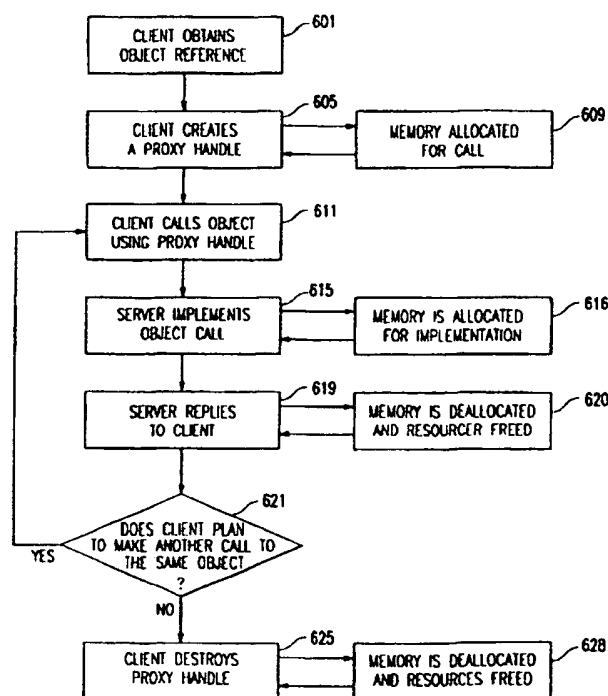 601
CLIENT OBTAINS
OBJECT REFERENCE
605
CLIENT CREATES
A PROXY HANDLE
609
MEMORY ALLOCATED
FOR CALL
611
CLIENT CALLS OBJECT
USING PROXY HANDLE
615
SERVER IMPLEMENTS
OBJECT CALL
616
MEMORY IS ALLOCATED
FOR IMPLEMENTATION
619
SERVER REPLIES
TO CLIENT
620
MEMORY IS DEALLOCATED
AND RESOURCER FREED
621
DOES CLIENT PLAN
TO MAKE ANOTHER CALL TO
THE SAME OBJECT
?
YES
NO
625
CLIENT DESTROYS
PROXY HANDLE
628
MEMORY IS DEALLOCATED
AND RESOURCES FREED